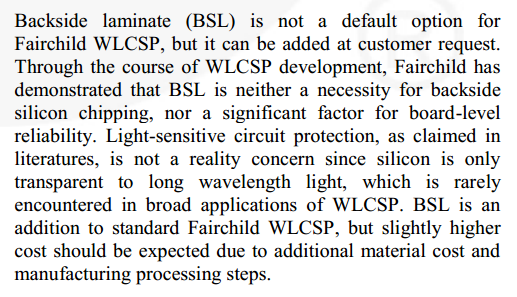 Backside laminate (BSL) is not a default option for
Fairchild WLCSP, but it can be added at customer request.
Through the course of WLCSP development, Fairchild has
demonstrated that BSL is neither a necessity for backside
silicon chipping, nor a significant factor for board-level
reliability. Light-sensitive circuit protection, as claimed in
literatures, is not a reality concern since silicon is only
transparent to long wavelength light, which is rarely
encountered in broad applications of WLCSP. BSL is an
addition to standard Fairchild WLCSP, but slightly higher
cost should be expected due to additional material cost and
manufacturing processing steps.